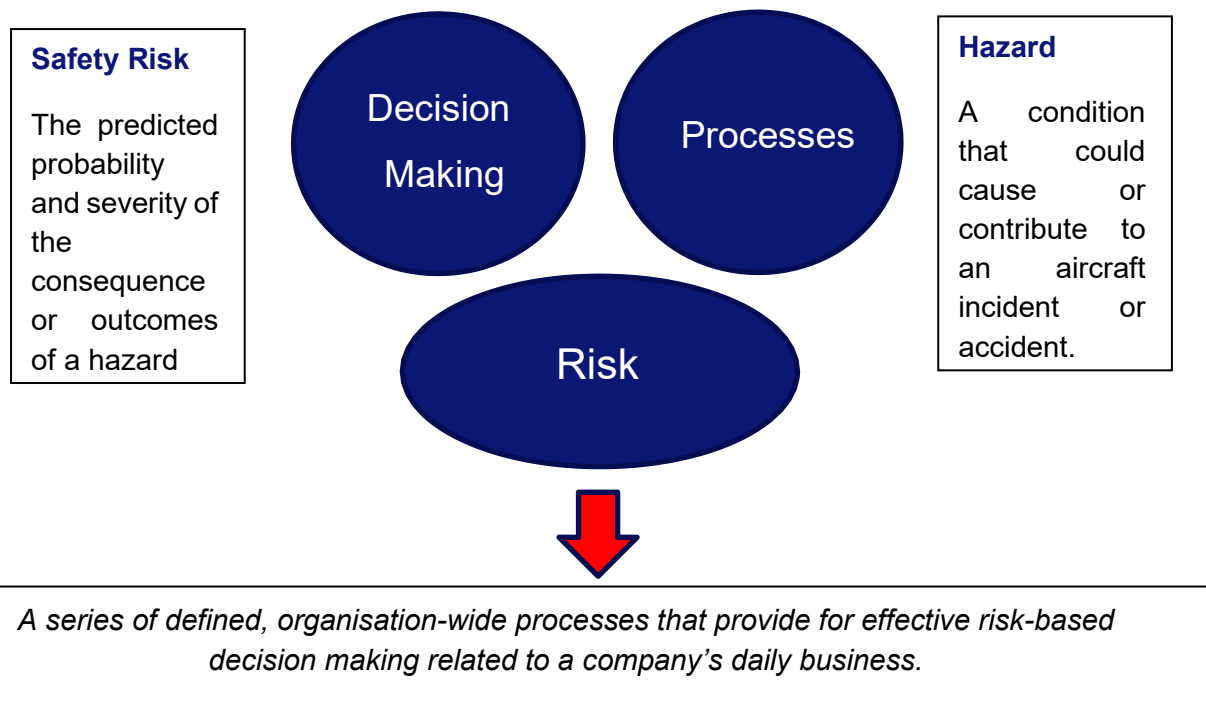 Safety Risk
The predicted
probability
and severity of
the
consequence
or outcomes
of a hazard
Decision
Making
Processes
Risk
Hazard
A condition
that could
cause or
contribute to
an aircraft
incident or
accident.
A series of defined, organisation-wide processes that provide for effective risk-based
decision making related to a company’s daily business.